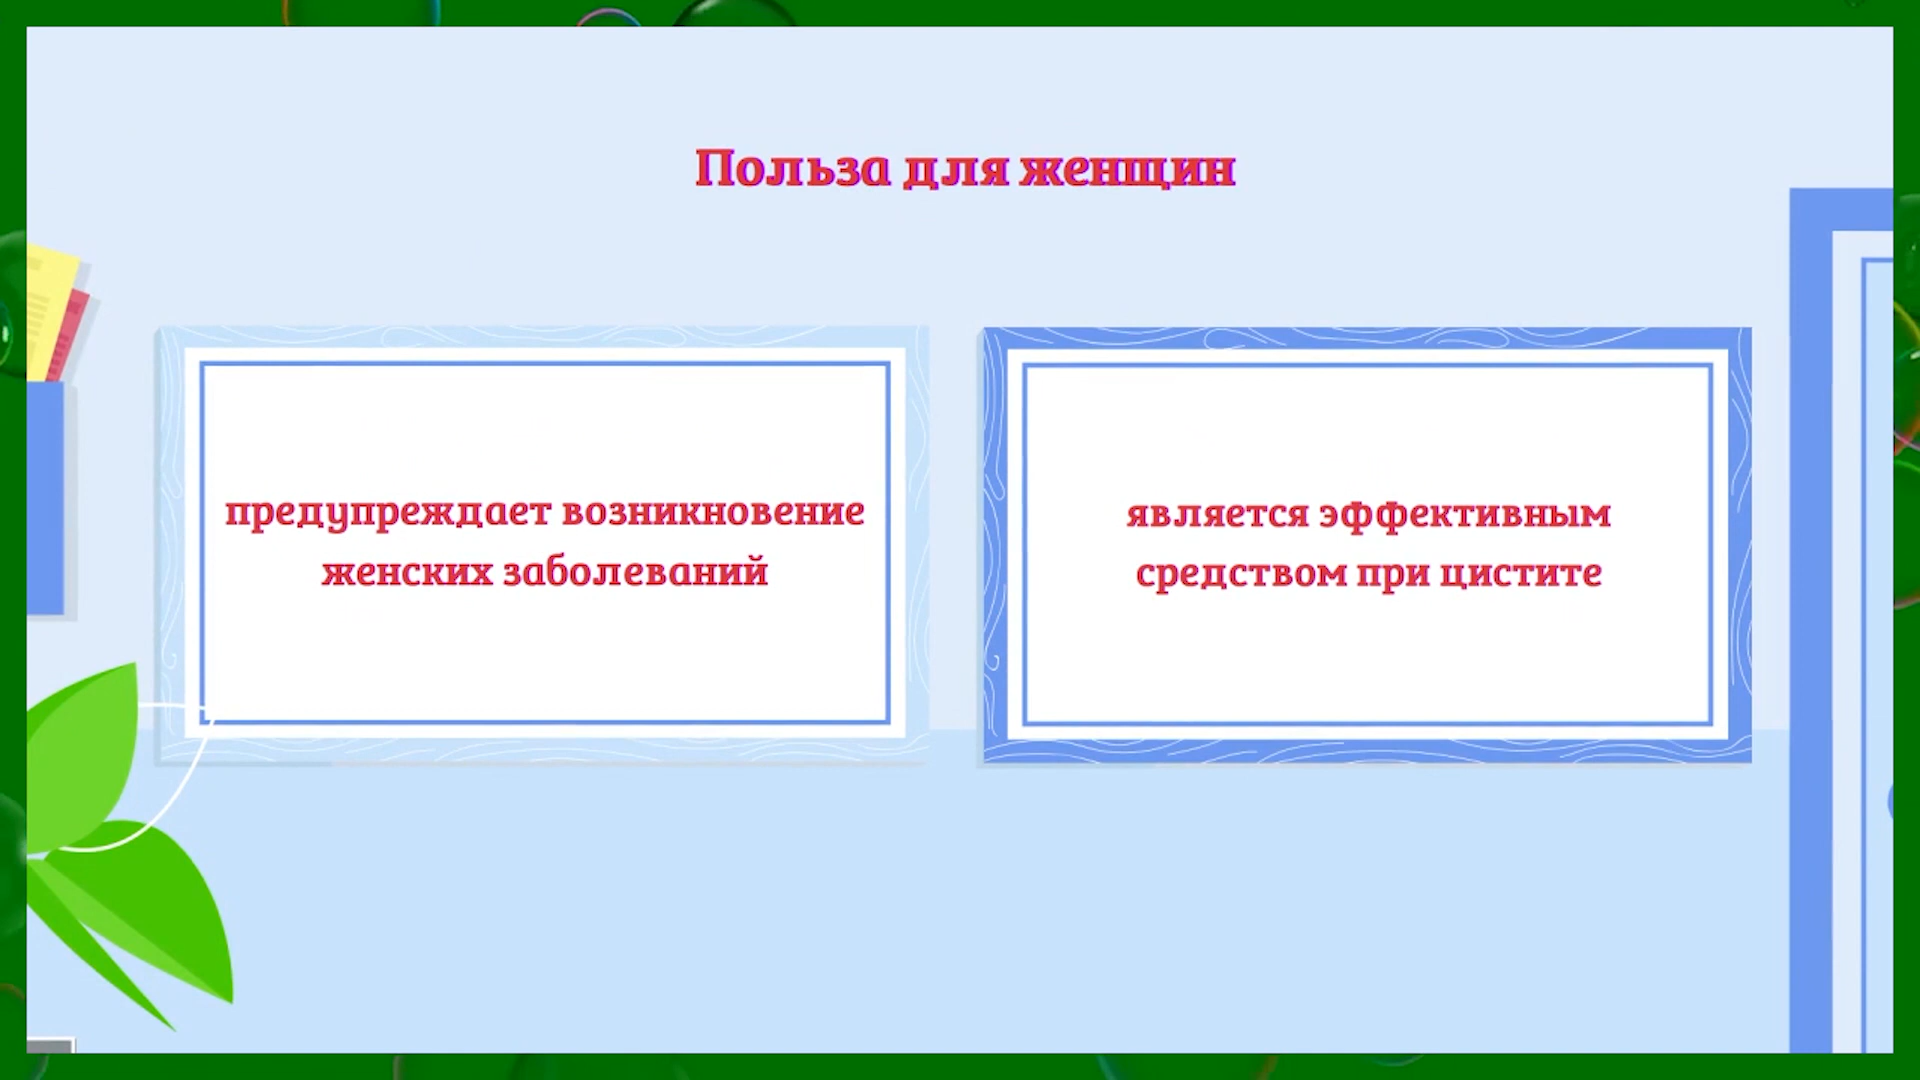 Польза для женщин
предупреждает возникновение
женских заболеваний
является эффективным
средством при цистите